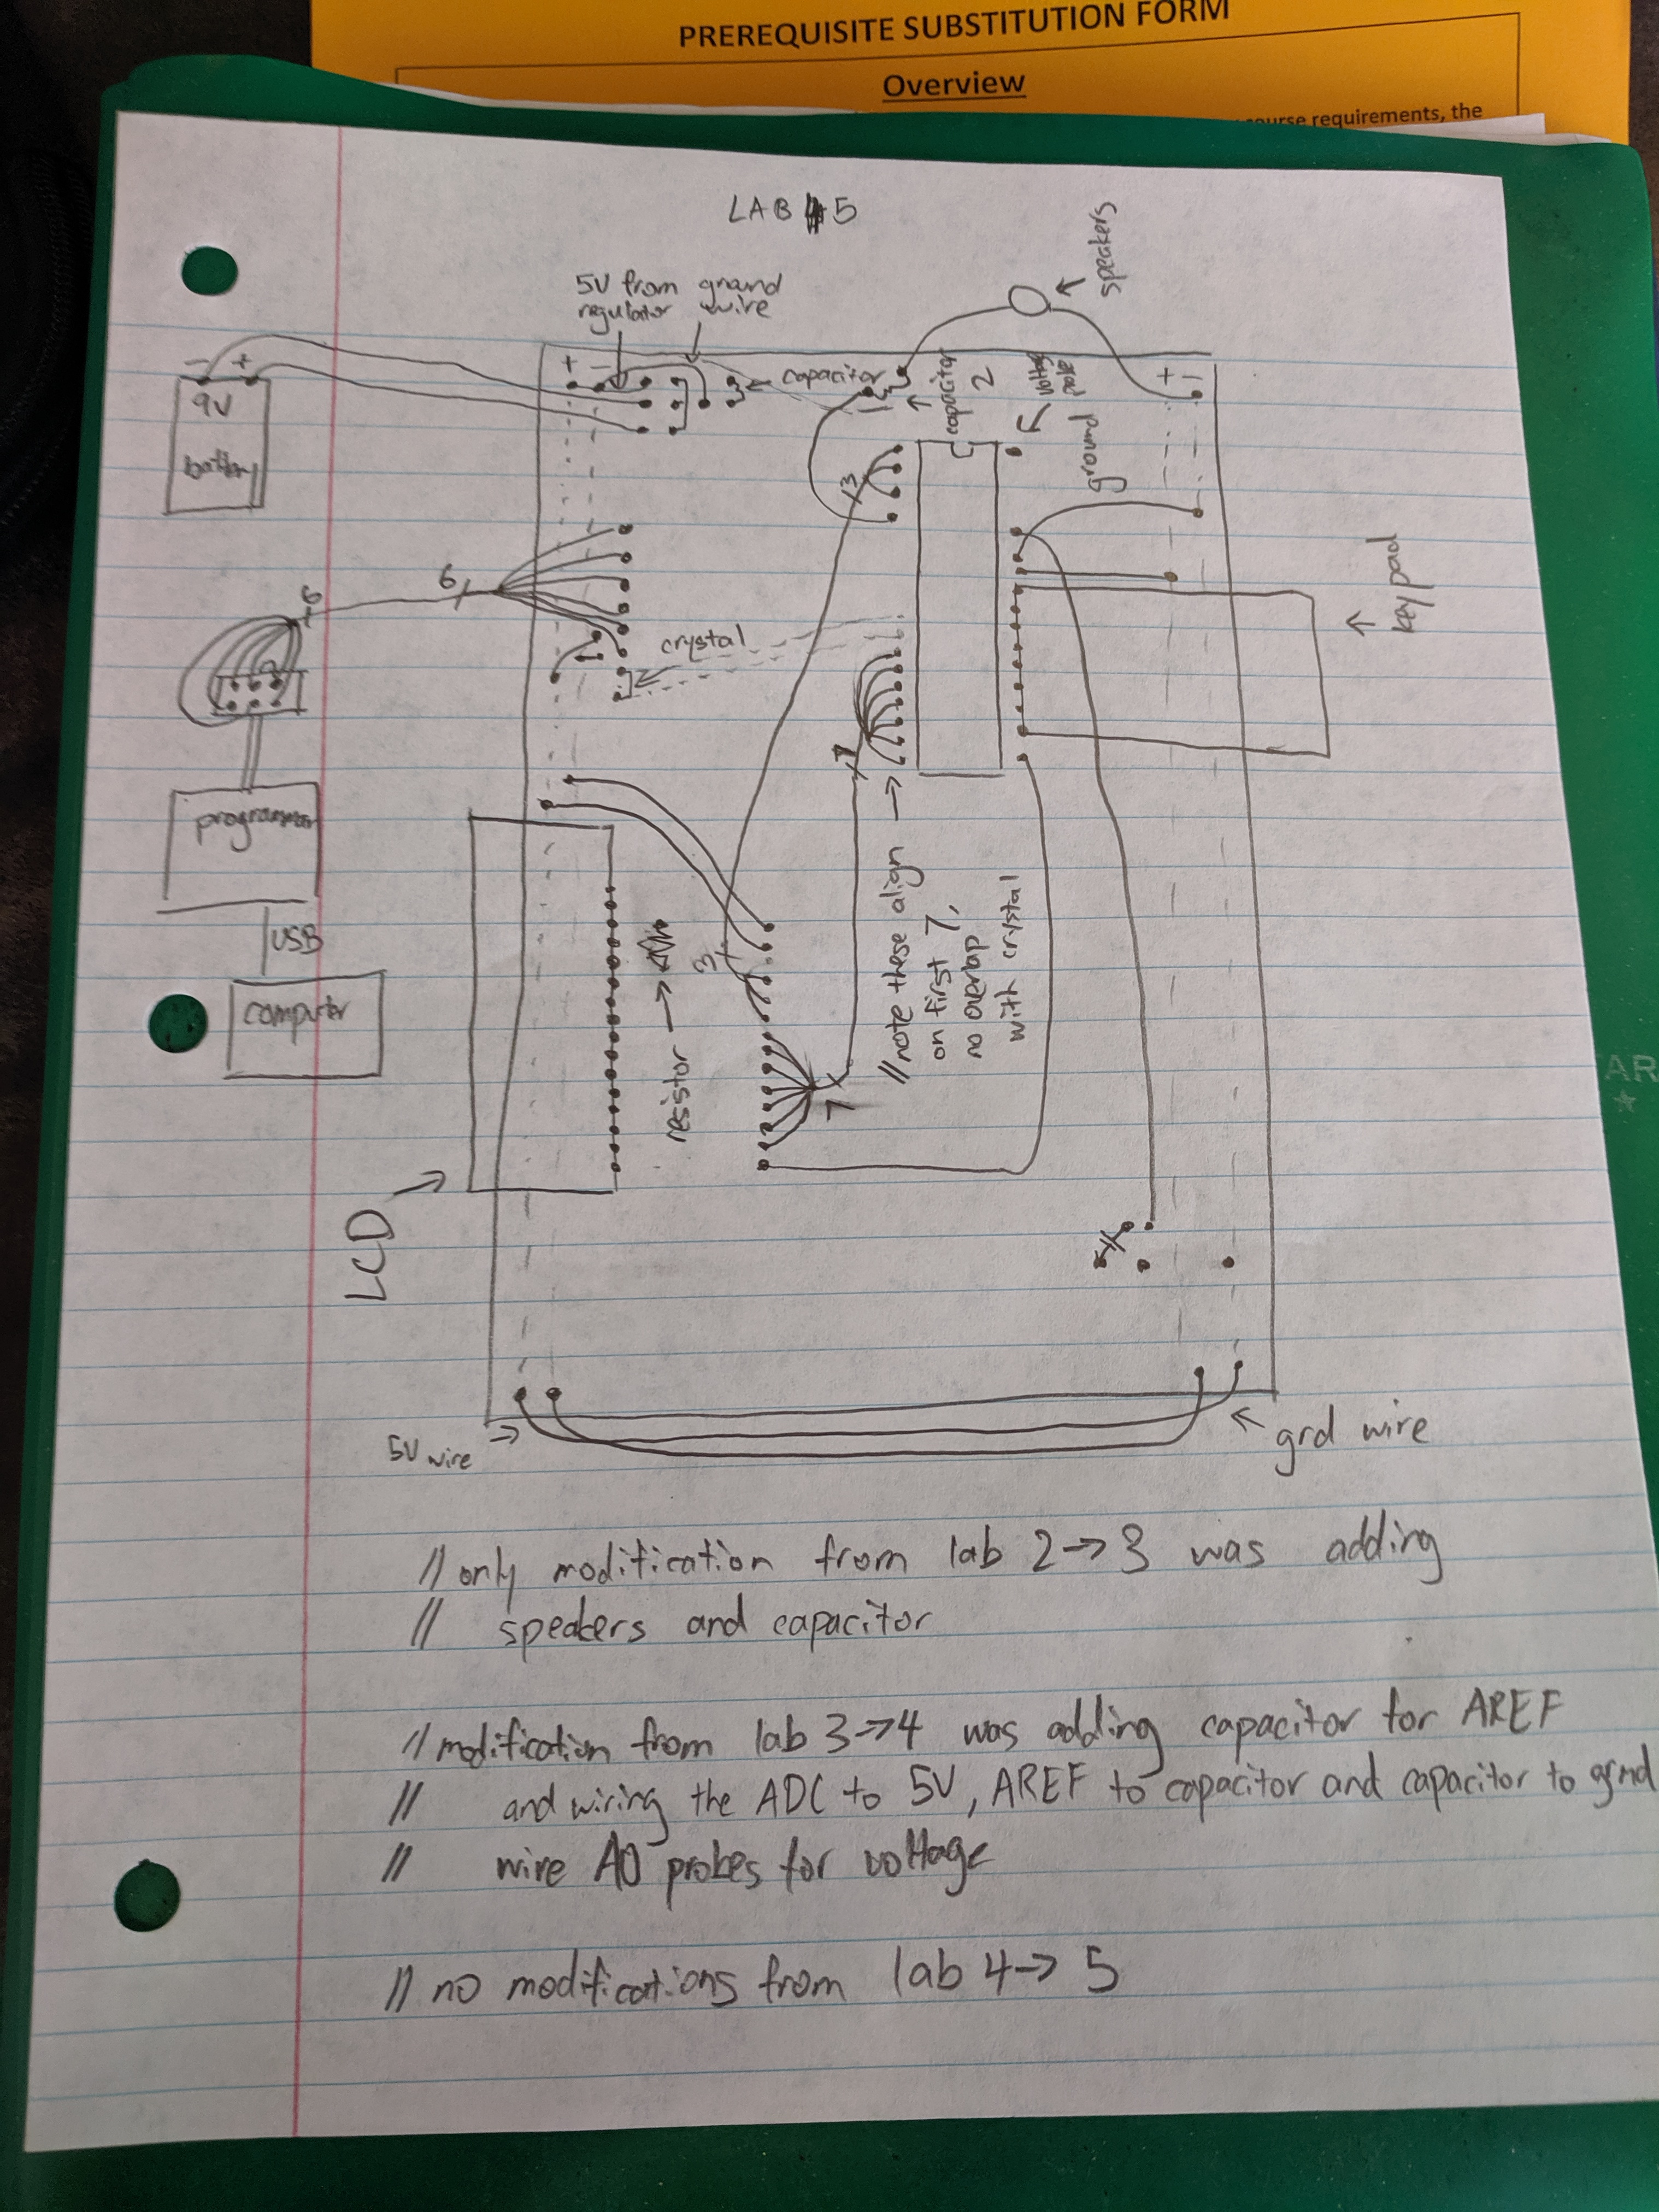 PREREQUISITE SUBSTITUTION FORM
Overview
course requirements, the
LAB 5
5V from
regulator
ground
wire
speakers
- +
9V
battery
+ -
capacitor
capacitor
2
voltage
pole
+ -
ground
3
6
6
crystal
key pad
7
programmer
USB
computer
resistor
3
//note these align
on first 7,
no overlap
with crystal
7
LCD
5V wire
grd wire
//only modification from lab 2->3 was adding
// speakers and capacitor
//modification from lab 3->4 was adding capacitor for AREF
// and wiring the ADC to 5V, AREF to capacitor and capacitor to grnd
// wire A0 probes for voltage
// no modifications from lab 4-> 5
AR